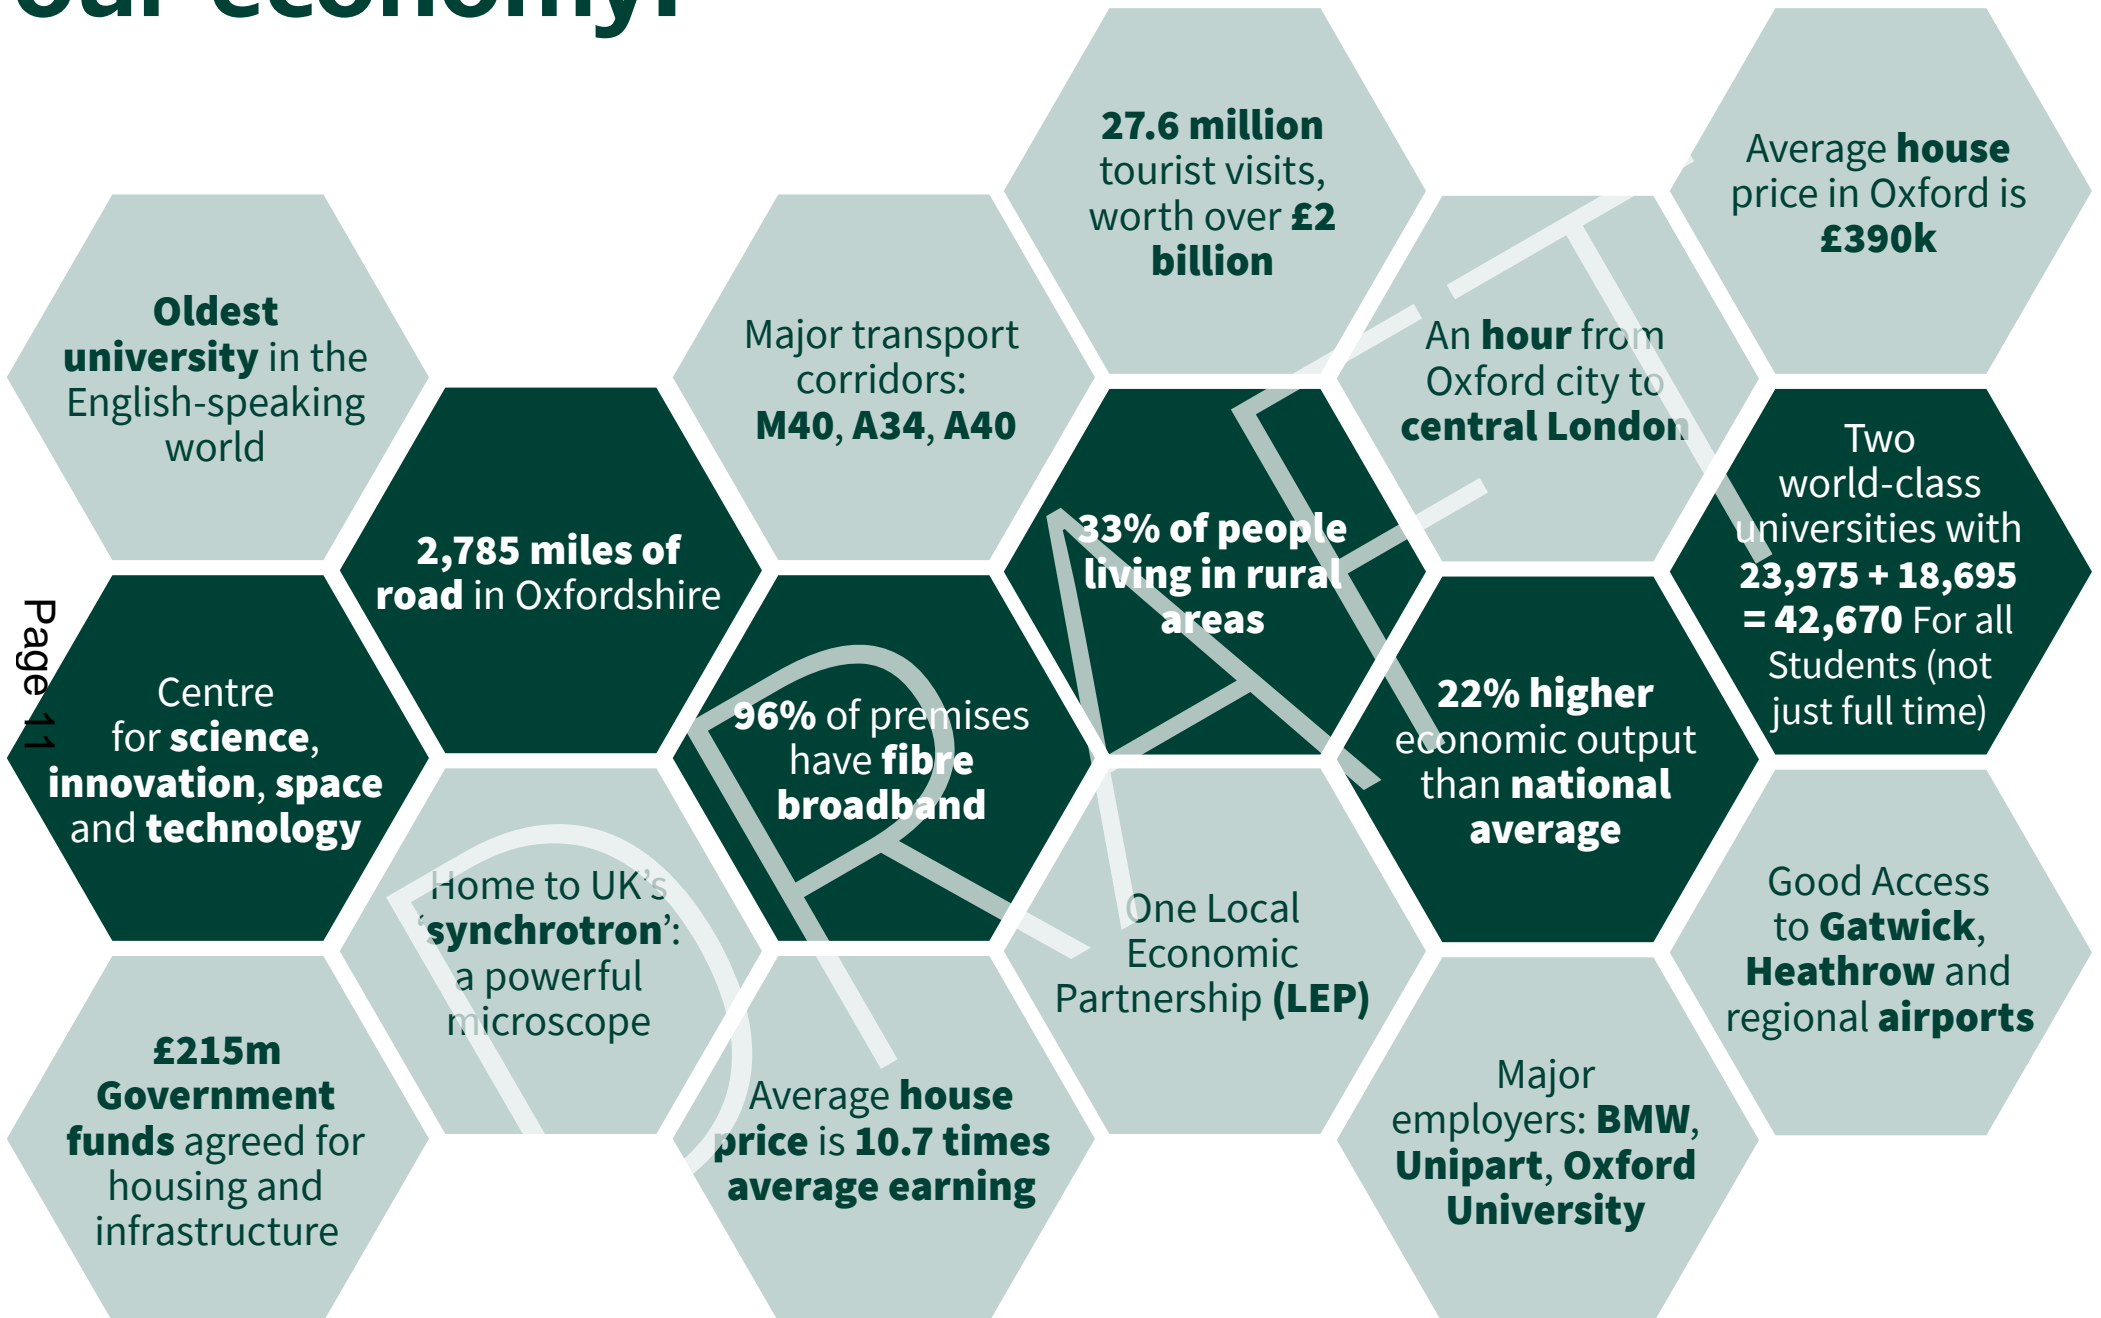 our economy:
27.6 million
tourist visits,
worth over £2
billion
Average house
price in Oxford is
£390k
Oldest
university in the
English-speaking
world
Major transport
corridors:
M40, A34, A40
An hour from
Oxford city to
central London
2,785 miles of
road in Oxfordshire
33% of people
living in rural
areas
Two
world-class
universities with
23,975 + 18,695
= 42,670 For all
Students (not
just full time)
Centre
for science,
innovation, space
and technology
96% of premises
have fibre
broadband
22% higher
economic output
than national
average
Home to UK’s
‘synchrotron’:
a powerful
microscope
One Local
Economic
Partnership (LEP)
Good Access
to Gatwick,
Heathrow and
regional airports
£215m
Government
funds agreed for
housing and
infrastructure
Average house
price is 10.7 times
average earning
Major
employers: BMW,
Unipart, Oxford
University
Page 11
DRAFT